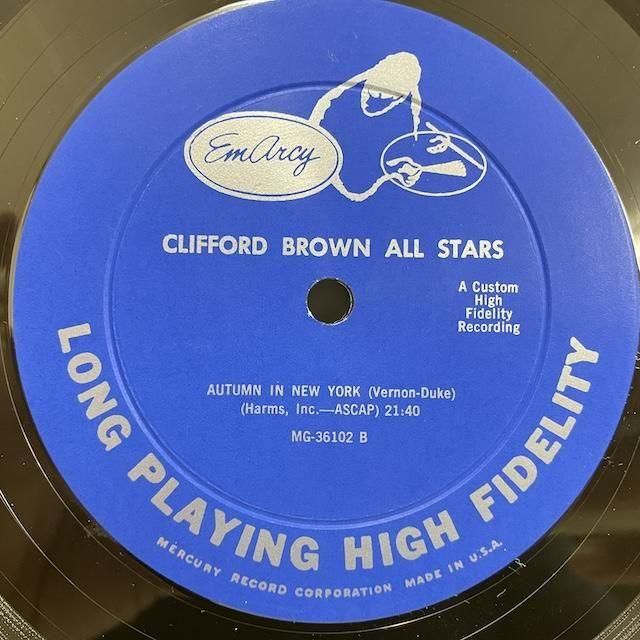 EmArcy
CLIFFORD BROWN ALL STARS
A Custom
High
Fidelity
Recording
AUTUMN IN NEW YORK (Vernon-Duke)
(Harms, Inc.—ASCAP) 21:40
MG-36102 B
LONG PLAYING HIGH FIDELITY
MERCURY RECORD CORPORATION MADE IN U.S.A.